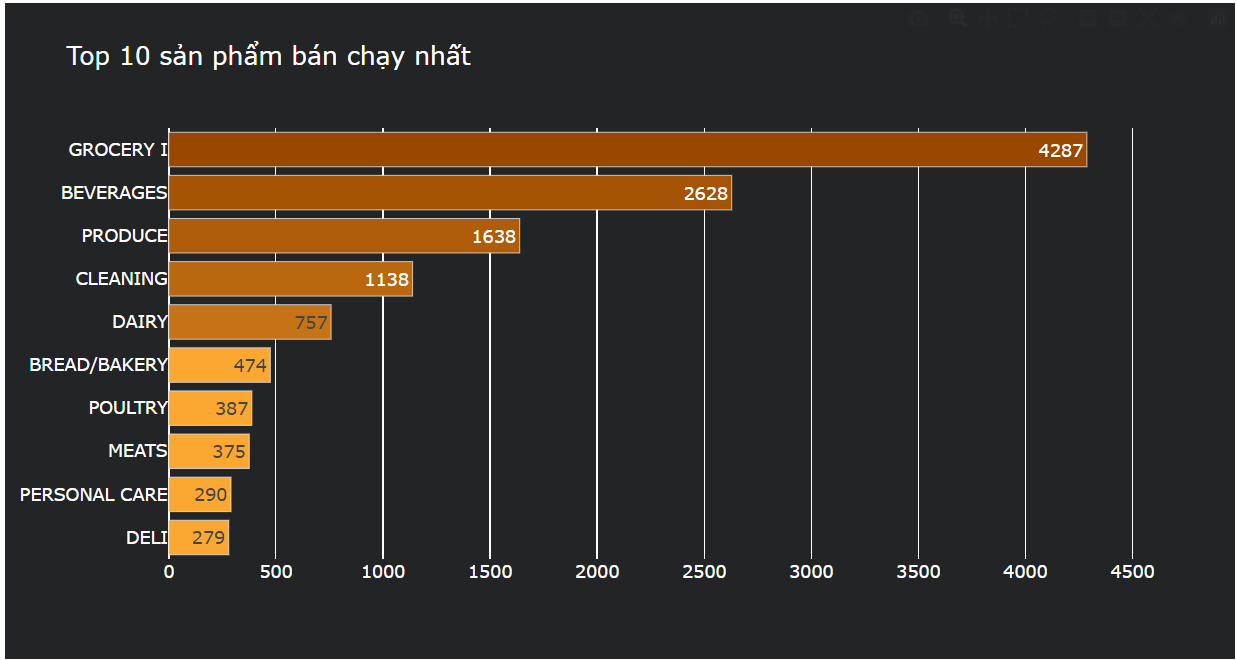 Top 10 sản phẩm bán chạy nhất
GROCERY I 4287
BEVERAGES 2628
PRODUCE 1638
CLEANING 1138
DAIRY 757
BREAD/BAKERY 474
POULTRY 387
MEATS 375
PERSONAL CARE 290
DELI 279
0 500 1000 1500 2000 2500 3000 3500 4000 4500